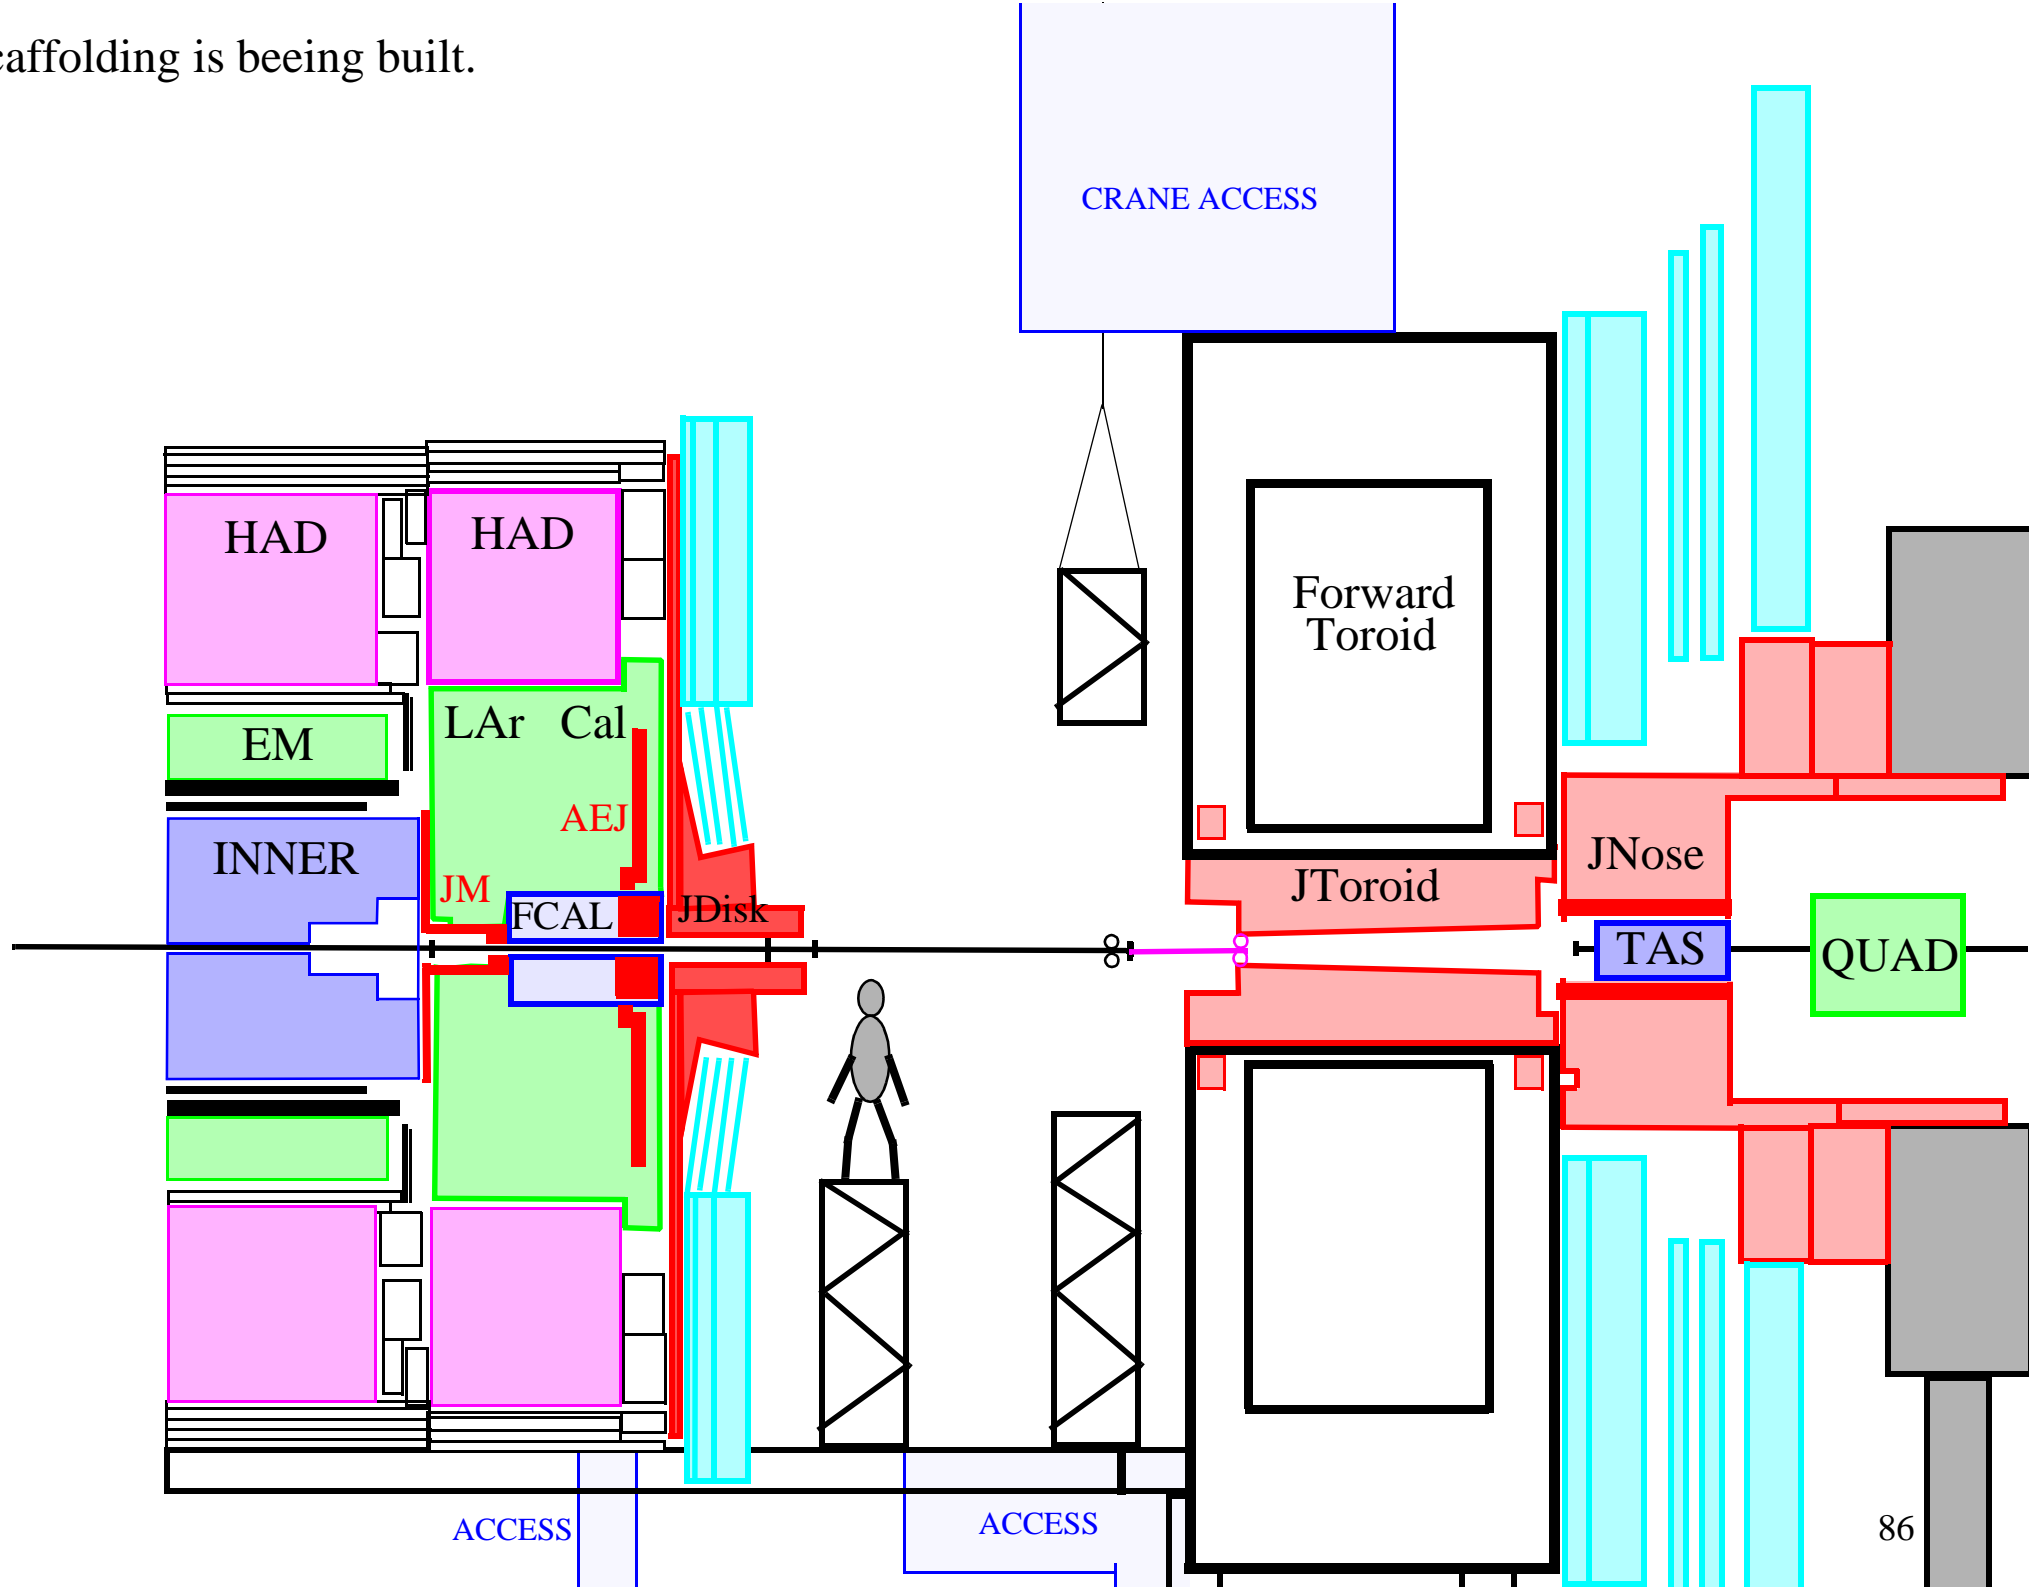 caffolding is beeing built.
CRANE ACCESS
HAD
HAD
Forward
Toroid
LAr Cal
EM
AEJ
INNER
JM
FCAL
JDisk
JToroid
JNose
TAS
QUAD
ACCESS
ACCESS
86